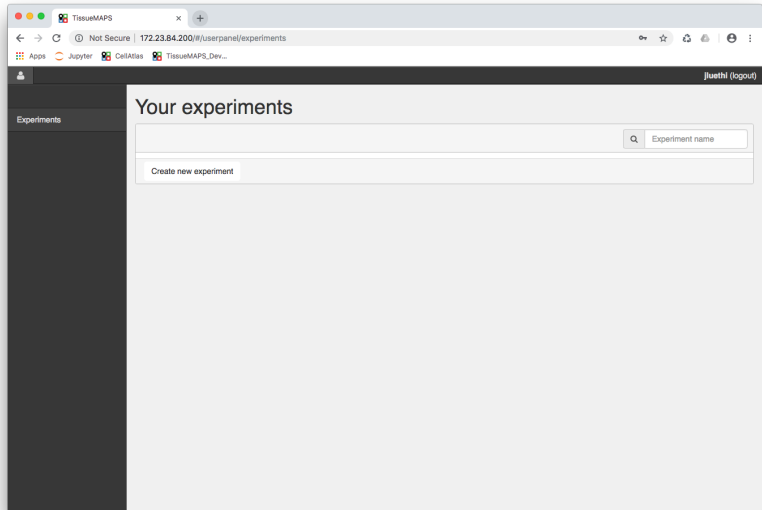 TissueMAPS
Not Secure | 172.23.84.200/#/userpanel/experiments
Apps Jupyter CellAtlas TissueMAPS_Dev...
jluethi (logout)
Experiments
Your experiments
Experiment name
Create new experiment